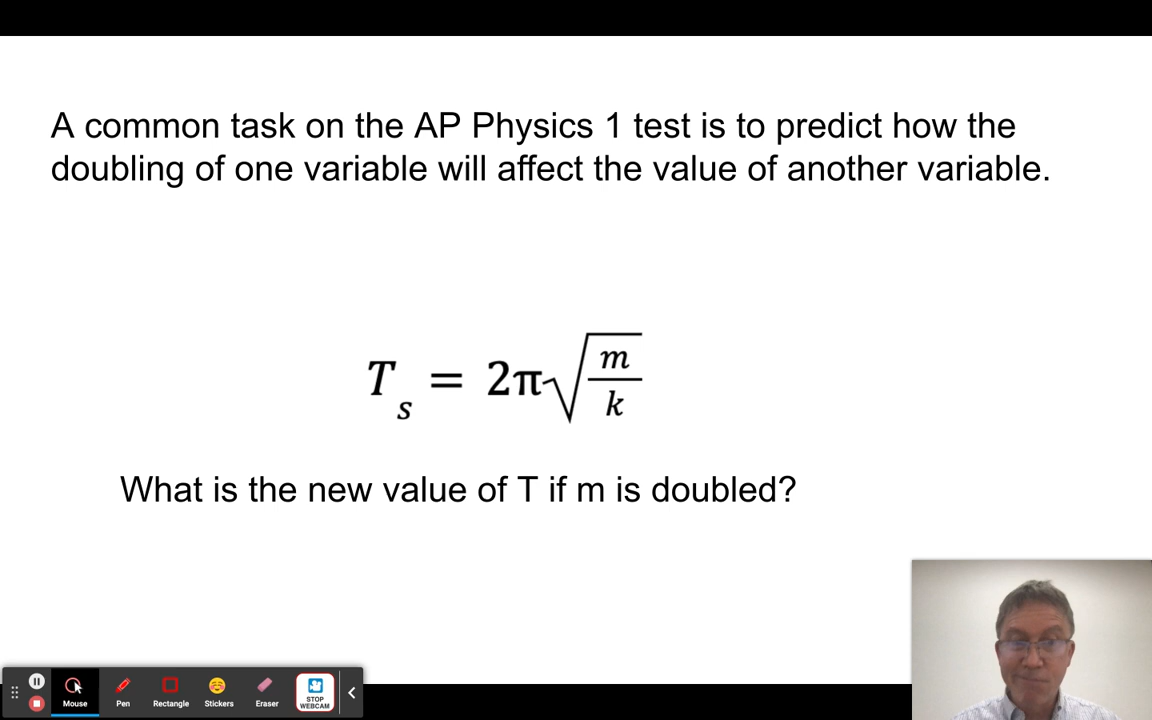 A common task on the AP Physics 1 test is to predict how the
doubling of one variable will affect the value of another variable.
T_s = 2π√(m/k)
What is the new value of T if m is doubled?
Mouse
Pen
Rectangle
Stickers
Eraser
STOP
WEBCAM